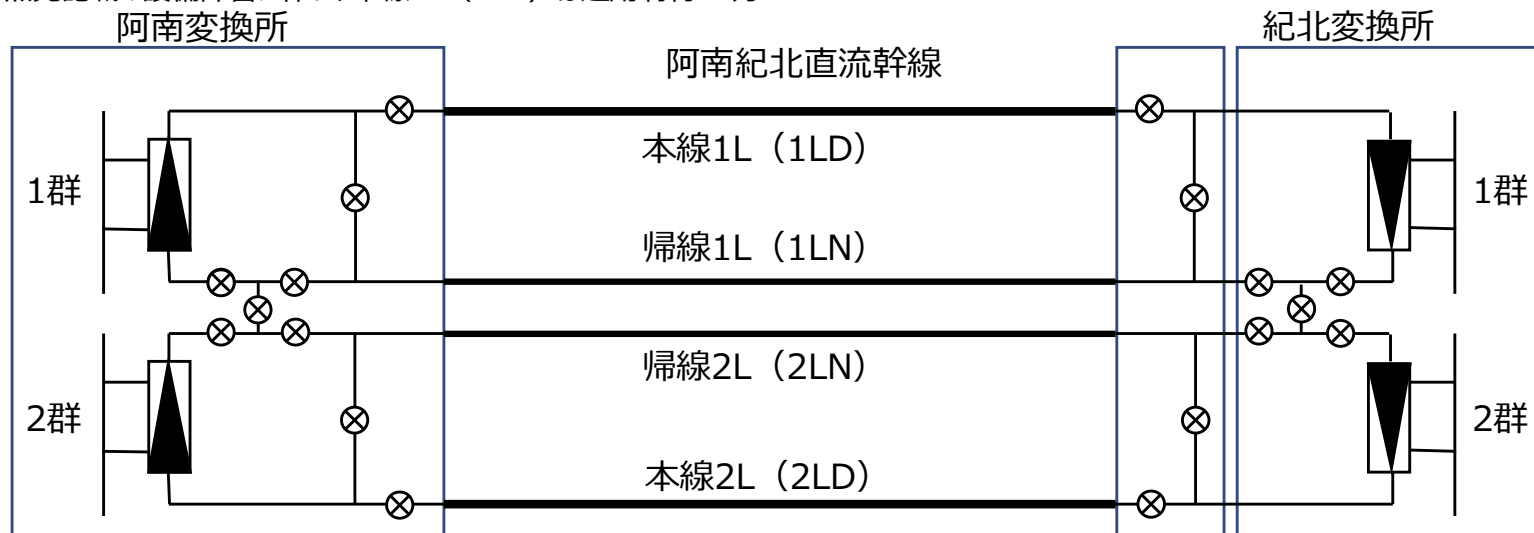 阿南変換所
紀北変換所
阿南紀北直流幹線
本線1L（1LD）
1群
1群
帰線1L（1LN）
帰線2L（2LN）
2群
2群
本線2L（2LD）